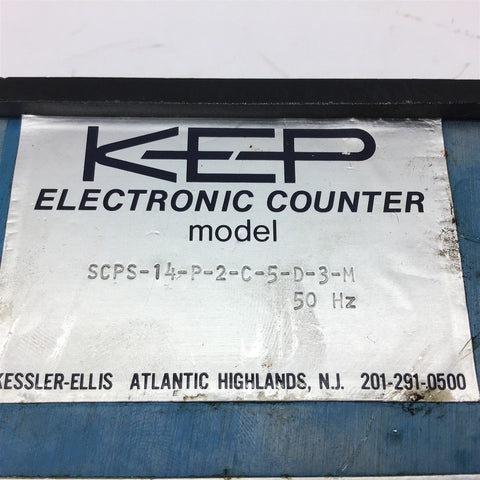 KEP
ELECTRONIC COUNTER
model
SCPS-14-P-2-C-5-D-3-M
50 Hz
KESSLER-ELLIS ATLANTIC HIGHLANDS, N.J. 201-291-0500